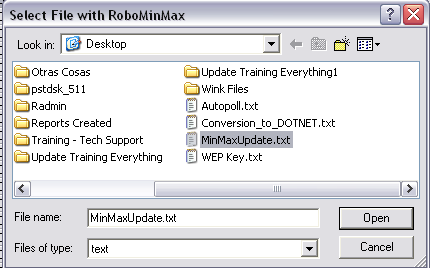 Select File with RoboMinMax
Look in: Desktop
Otras Cosas
pstdsk_511
Radmin
Reports Created
Training - Tech Support
Update Training Everything
Update Training Everything1
Wink Files
Autopoll.txt
Conversion_to_DOTNET.txt
MinMaxUpdate.txt
WEP Key.txt
File name: MinMaxUpdate.txt Open
Files of type: text Cancel